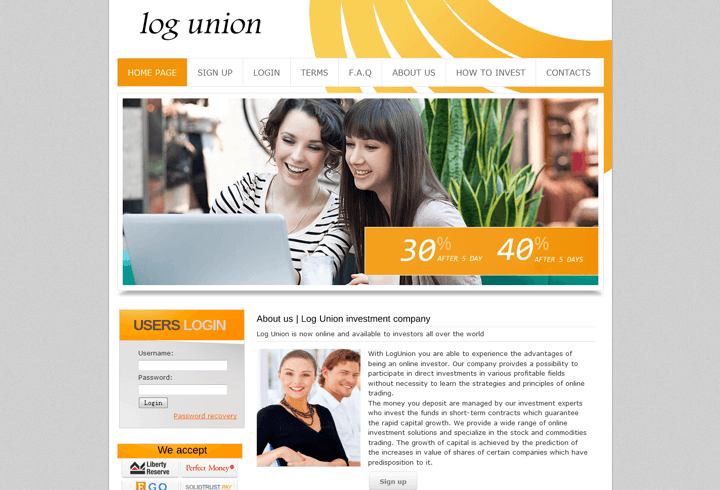 log union
HOME PAGE
SIGN UP
LOGIN
TERMS
F.A.Q
ABOUT US
HOW TO INVEST
CONTACTS
30% AFTER 5 DAY
40% AFTER 5 DAYS
USERS LOGIN
Username:
Password:
Login
Password recovery
We accept
Liberty Reserve
Perfect Money
EGO
SOLIDTRUST PAY
About us | Log Union investment company
Log Union is now online and available to investors all over the world
With LogUnion you are able to experience the advantages of
being an online investor. Our company proivdes a possibility to
participate in direct investments in various profitable fields
without necessity to learn the strategies and principles of online
trading.
The money you deposit are managed by our investment experts
who invest the funds in short-term contracts which guarantee
the rapid capital growth. We provide a wide range of online
investment solutions and specialize in the stock and commodities
trading. The growth of capital is achieved by the prediction of
the increases in value of shares of certain companies which have
predisposition to it.
Sign up